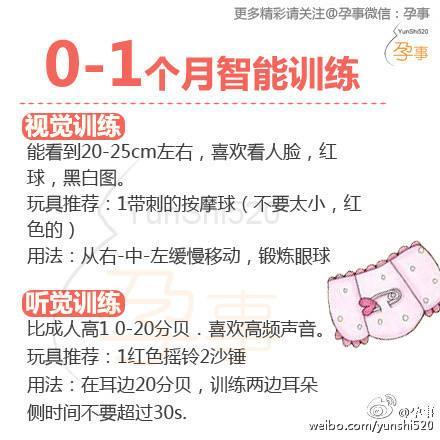 更多精彩请关注@孕事微信：孕事
YunShi520
孕事
0-1个月智能训练
视觉训练
能看到20-25cm左右，喜欢看人脸，红
球，黑白图。
玩具推荐：1带刺的按摩球（不要太小，红
色的）
YunShi520
用法：从右-中-左缓慢移动，锻炼眼球
孕事
听觉训练
比成人高1 0-20分贝．喜欢高频声音。
玩具推荐：1红色摇铃2沙锤
用法：在耳边20分贝，训练两边耳朵
侧时间不要超过30s.
@孕事
weibo.com/yunshi520